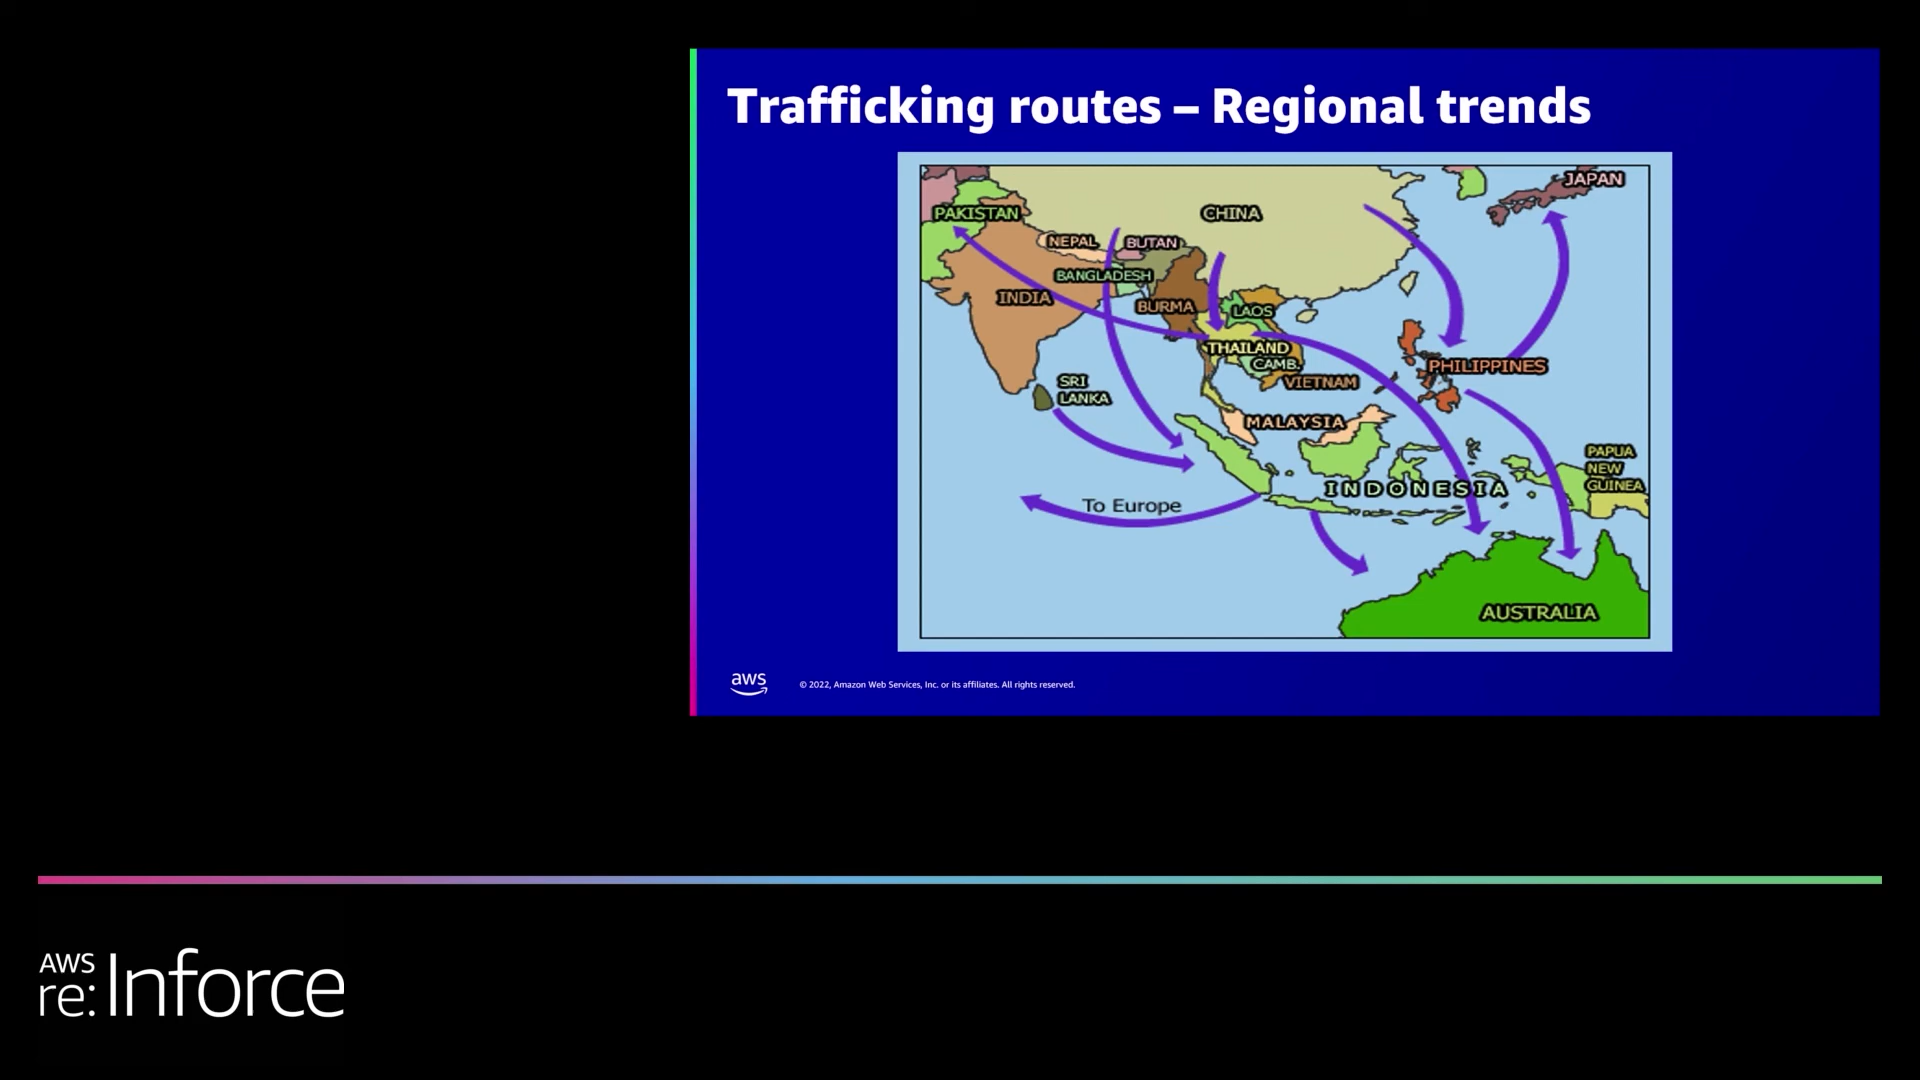 Trafficking routes – Regional trends
JAPAN
PAKISTAN
CHINA
NEPAL
BUTAN
BANGLADESH
INDIA
BURMA
LAOS
THAILAND
CAMB.
PHILIPPINES
VIETNAM
SRI
LANKA
MALAYSIA
PAPUA
NEW
GUINEA
INDONESIA
To Europe
AUSTRALIA
aws
© 2022, Amazon Web Services, Inc. or its affiliates. All rights reserved.
AWS
re:Inforce